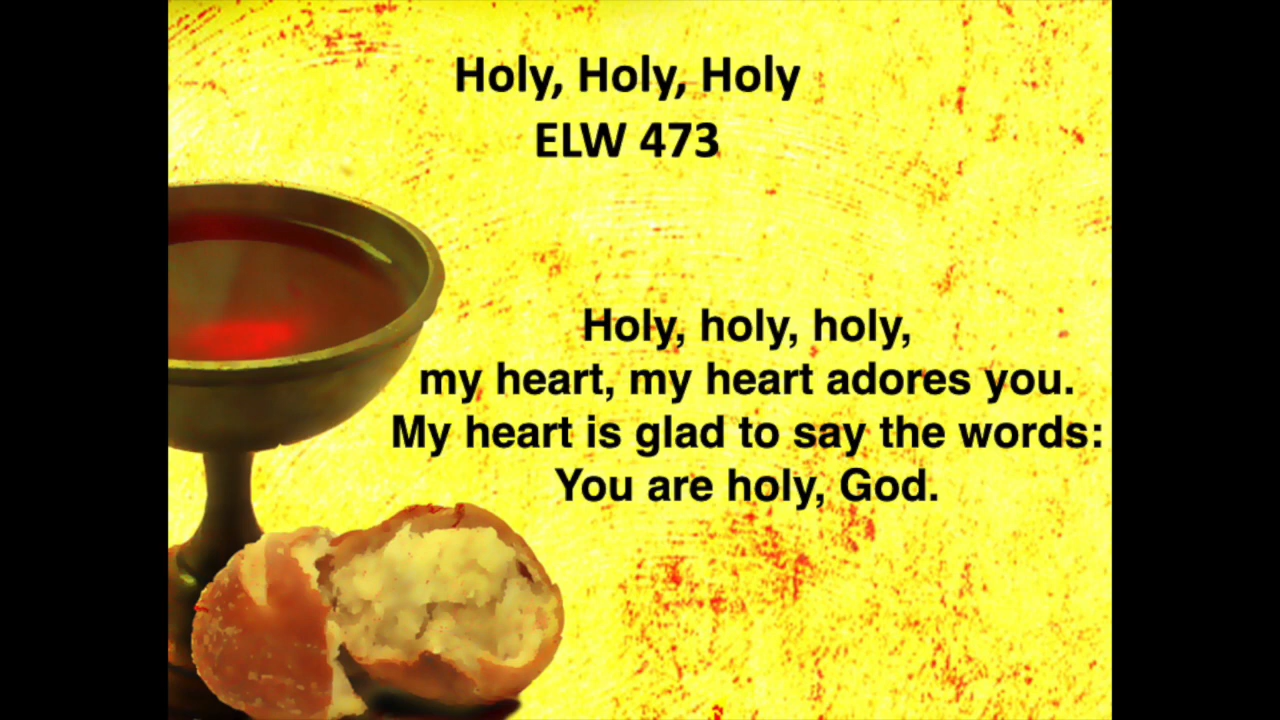 Holy, Holy, Holy
ELW 473
Holy, holy, holy,
my heart, my heart adores you.
My heart is glad to say the words:
You are holy, God.